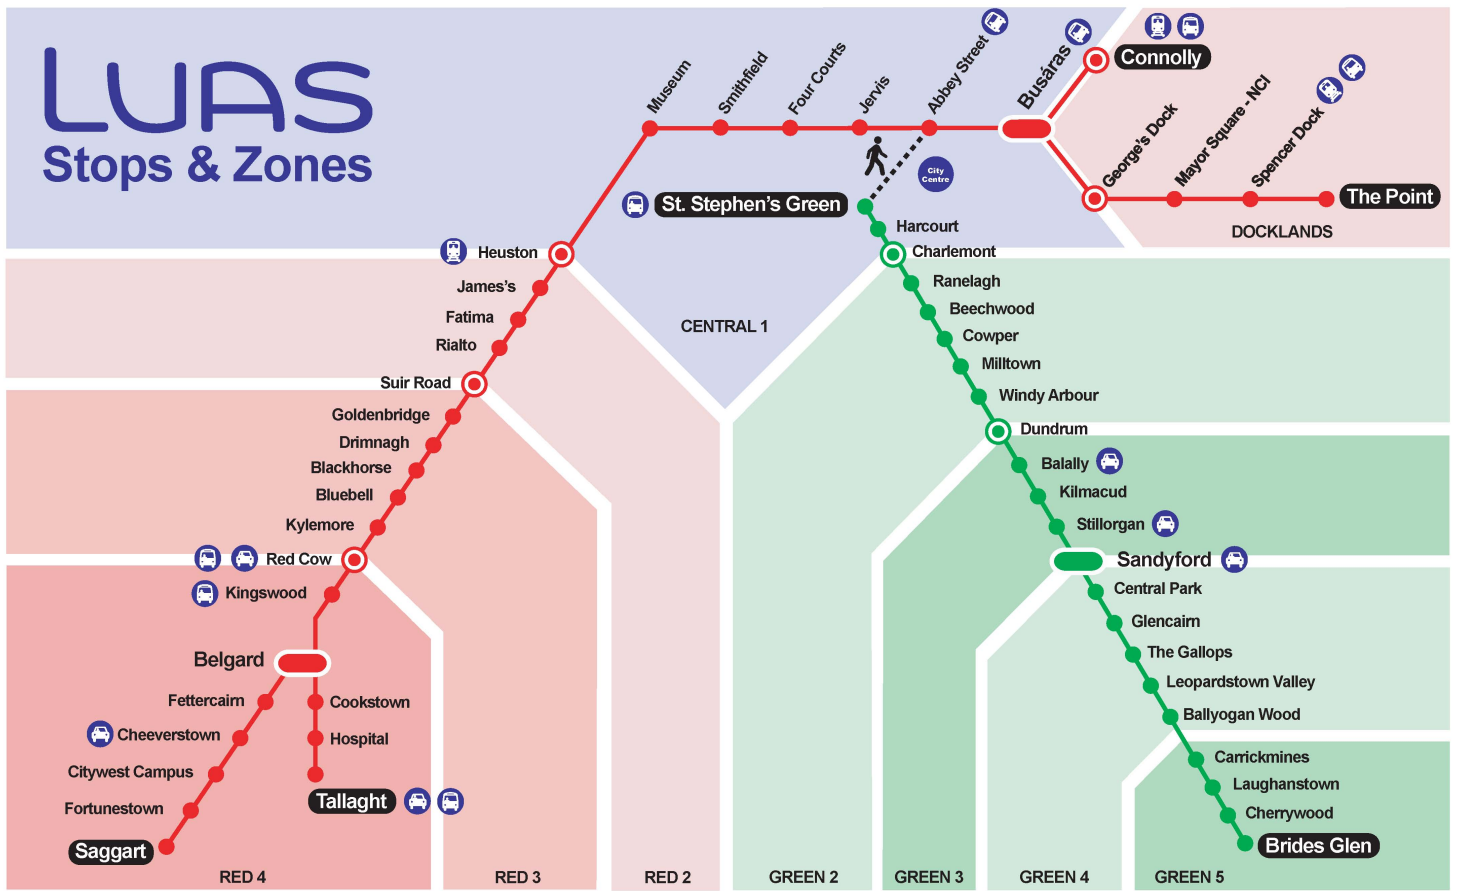 LUAS
Stops & Zones
Museum
Smithfield
Four Courts
Jervis
Abbey Street
Busáras
Connolly
George's Dock
Mayor Square - NCI
Spencer Dock
The Point
DOCKLANDS
City
Centre
St. Stephen's Green
Harcourt
Charlemont
Ranelagh
Beechwood
Cowper
Milltown
Windy Arbour
Dundrum
Balally
Kilmacud
Stillorgan
Sandyford
Central Park
Glencairn
The Gallops
Leopardstown Valley
Ballyogan Wood
Carrickmines
Laughanstown
Cherrywood
Brides Glen
CENTRAL 1
Heuston
James's
Fatima
Rialto
Suir Road
Goldenbridge
Drimnagh
Blackhorse
Bluebell
Kylemore
Red Cow
Kingswood
Belgard
Fettercairn
Cheeverstown
Citywest Campus
Fortunestown
Saggart
Cookstown
Hospital
Tallaght
RED 4
RED 3
RED 2
GREEN 2
GREEN 3
GREEN 4
GREEN 5